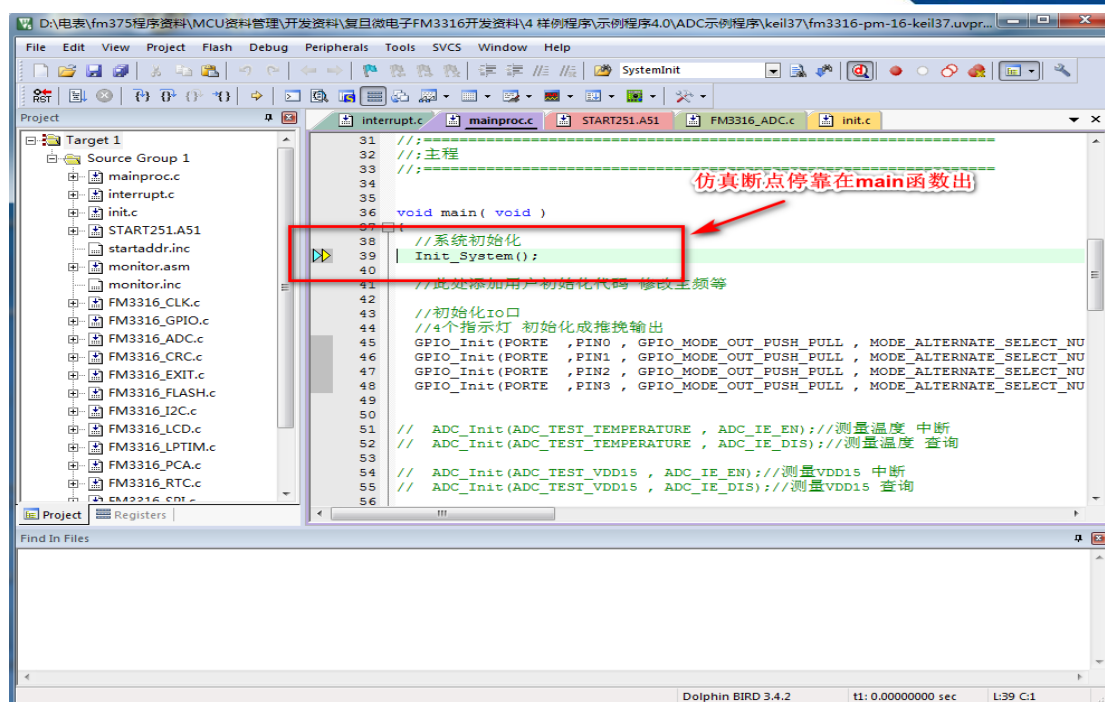 D:\电表\fm375程序资料\MCU资料管理\开发资料\复旦微电子FM3316开发资料\4 样例程序\示例程序4.0\ADC示例程序\keil37\fm3316-pm-16-keil37.uvpr...
File Edit View Project Flash Debug Peripherals Tools SVCS Window Help
SystemInit
RST
Project
Target 1
Source Group 1
mainproc.c
interrupt.c
init.c
START251.A51
startaddr.inc
monitor.asm
monitor.inc
FM3316_CLK.c
FM3316_GPIO.c
FM3316_ADC.c
FM3316_CRC.c
FM3316_EXIT.c
FM3316_FLASH.c
FM3316_I2C.c
FM3316_LCD.c
FM3316_LPTIM.c
FM3316_PCA.c
FM3316_RTC.c
FM3316_SPI.c
Project Registers
interrupt.c mainproc.c START251.A51 FM3316_ADC.c init.c
31 //;======================================================================
32 //;主程
33 //;======================================================================
仿真断点停靠在main函数出
34
35
36 void main( void )
37 {
38 //系统初始化
39 Init_System();
40
41 //此处添加用户初始化代码 修改主频等
42
43 //初始化IO口
44 //4个指示灯 初始化成推挽输出
45 GPIO_Init(PORTE ,PIN0 , GPIO_MODE_OUT_PUSH_PULL , MODE_ALTERNATE_SELECT_NU
46 GPIO_Init(PORTE ,PIN1 , GPIO_MODE_OUT_PUSH_PULL , MODE_ALTERNATE_SELECT_NU
47 GPIO_Init(PORTE ,PIN2 , GPIO_MODE_OUT_PUSH_PULL , MODE_ALTERNATE_SELECT_NU
48 GPIO_Init(PORTE ,PIN3 , GPIO_MODE_OUT_PUSH_PULL , MODE_ALTERNATE_SELECT_NU
49
50
51 // ADC_Init(ADC_TEST_TEMPERATURE , ADC_IE_EN);//测量温度 中断
52 // ADC_Init(ADC_TEST_TEMPERATURE , ADC_IE_DIS);//测量温度 查询
53
54 // ADC_Init(ADC_TEST_VDD15 , ADC_IE_EN);//测量VDD15 中断
55 // ADC_Init(ADC_TEST_VDD15 , ADC_IE_DIS);//测量VDD15 查询
56
Find In Files
Dolphin BIRD 3.4.2 t1: 0.00000000 sec L:39 C:1